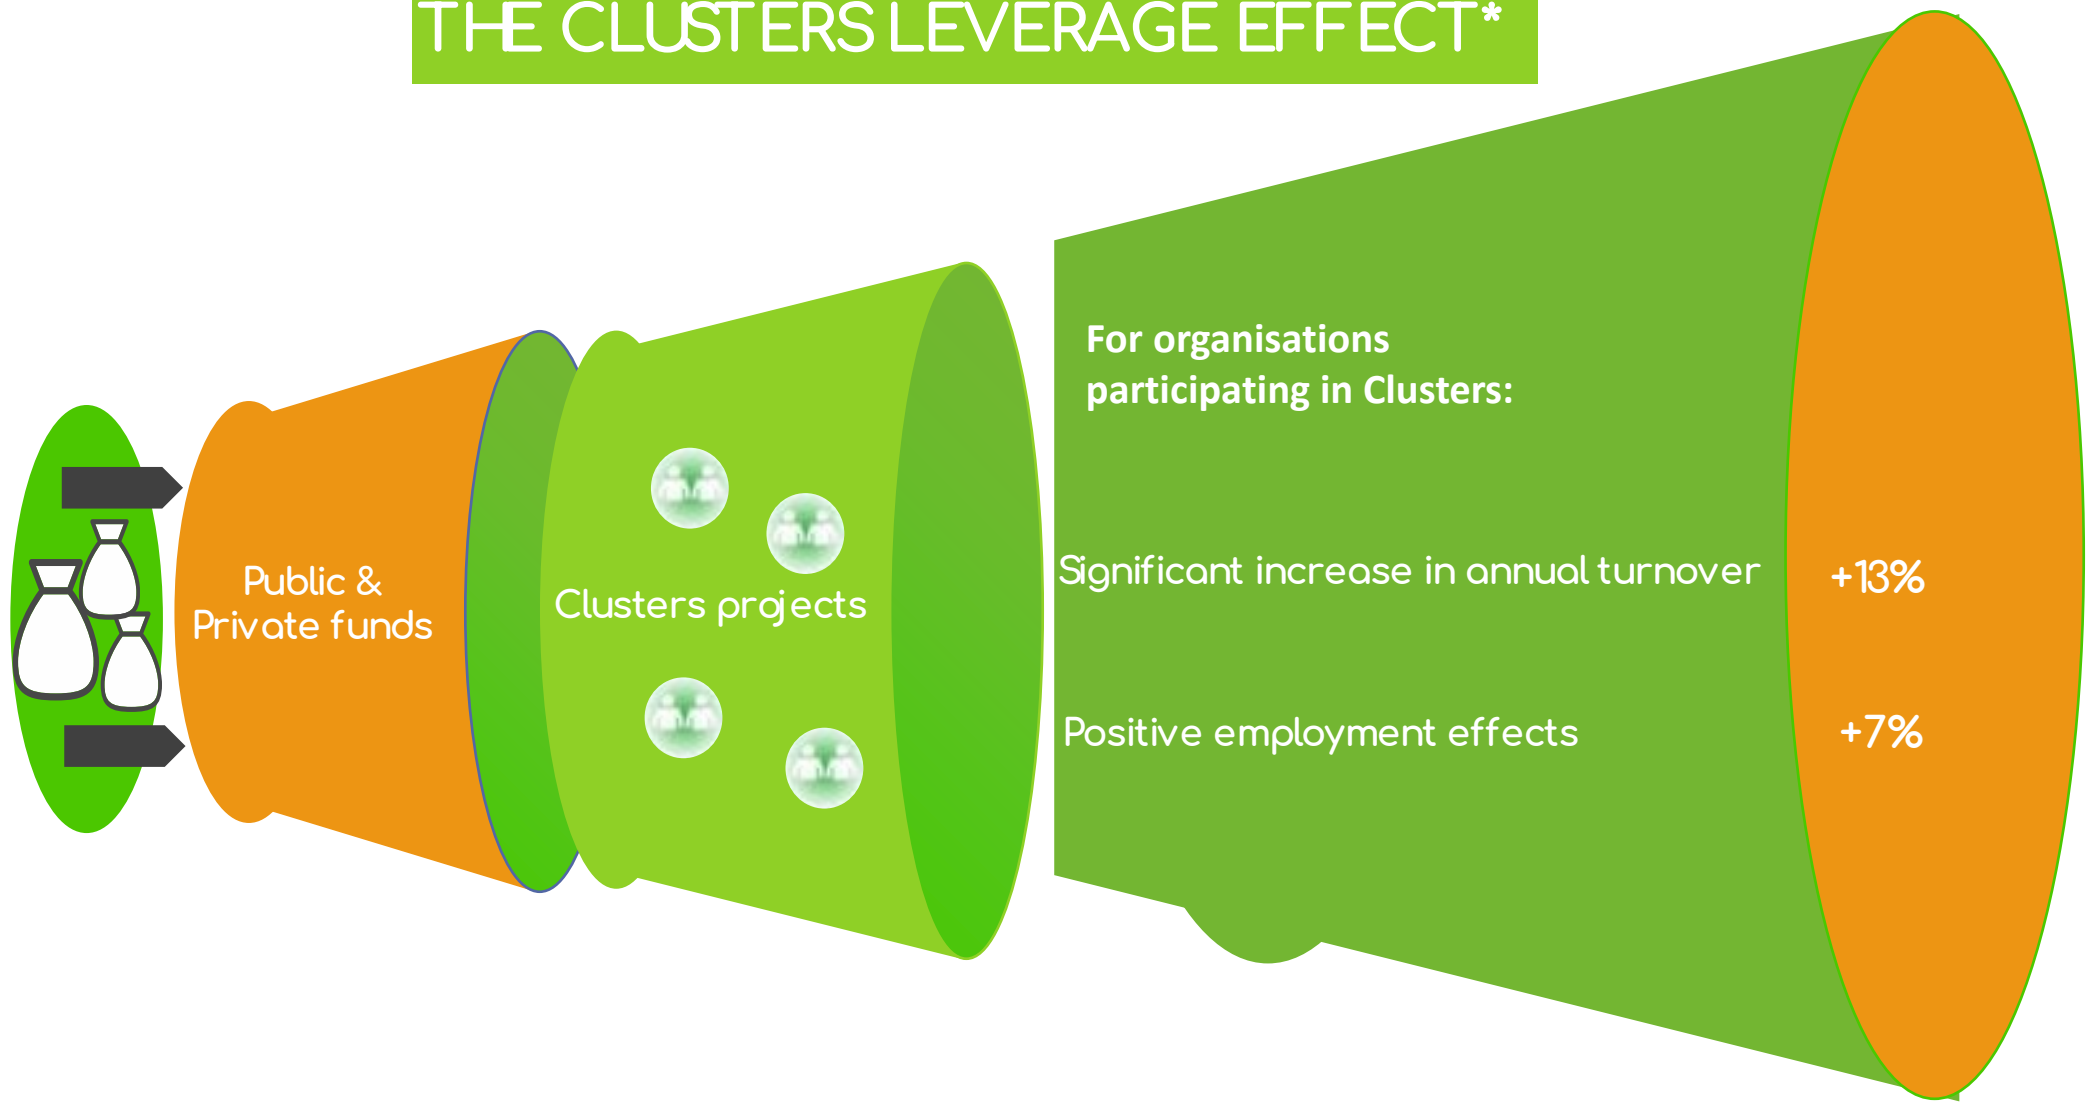 THE CLUSTERS LEVERAGE EFFECT*
Public &
Private funds
Clusters projects
For organisations
participating in Clusters:
Significant increase in annual turnover
+13%
Positive employment effects
+7%